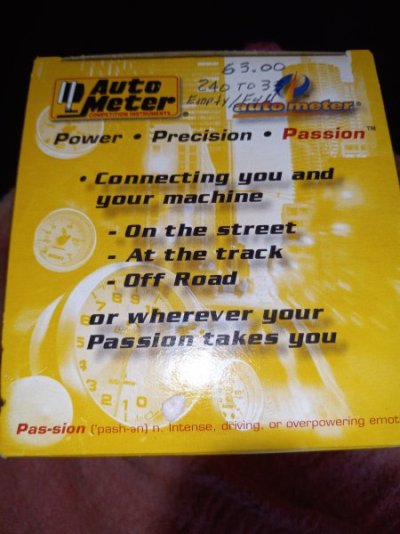 63.00
240 TO 3
Empty/Full
Auto
Meter
COMPETITION INSTRUMENTS
®
auto meter®
Power • Precision • Passion™
• Connecting you and
your machine
- On the street
- At the track
- Off Road
or wherever your
Passion takes you
Pas-sion ('pash-ən) n. Intense, driving, or overpowering emot